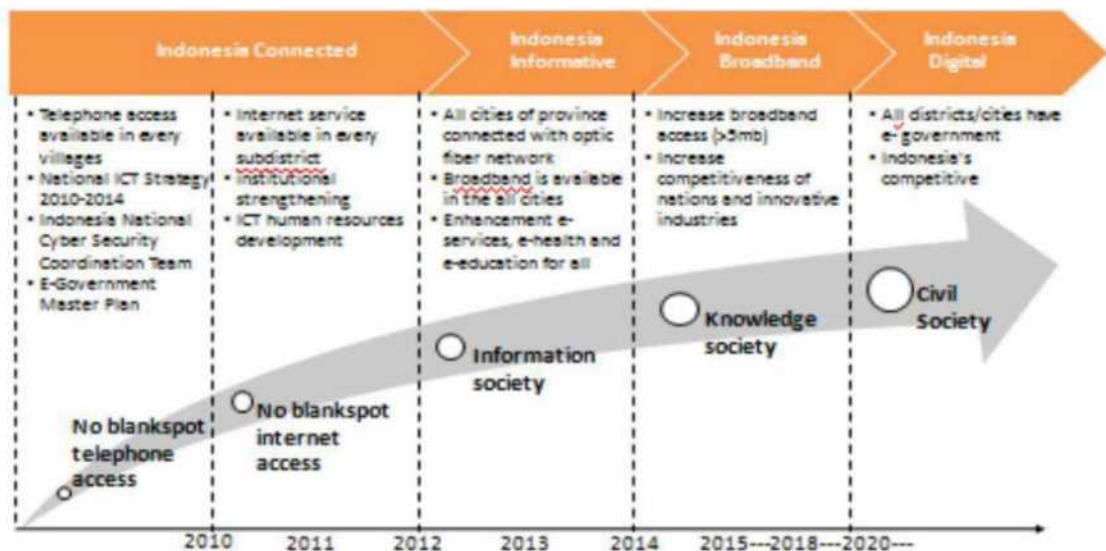 Indonesia Connected
Indonesia
Informative
Indonesia
Broadband
Indonesia
Digital
• Telephone access
available in every
villages
• National ICT Strategy
2010-2014
• Indonesia National
Cyber Security
Coordination Team
• E-Government
Master Plan
• Internet service
available in every
subdistrict
• Institutional
strengthening
• ICT human resources
development
• All cities of province
connected with optic
fiber network
• Broadband is available
in the all cities
• Enhancement e-
services, e-health and
e-education for all
• Increase broadband
access (>5mb)
• Increase
competitiveness of
nations and innovative
industries
• All districts/cities have
e- government
• Indonesia's
competitive
No blankspot
telephone
access
No blankspot
internet
access
Information
society
Knowledge
society
Civil
Society
2010 2011 2012 2013 2014 2015---2018---2020---